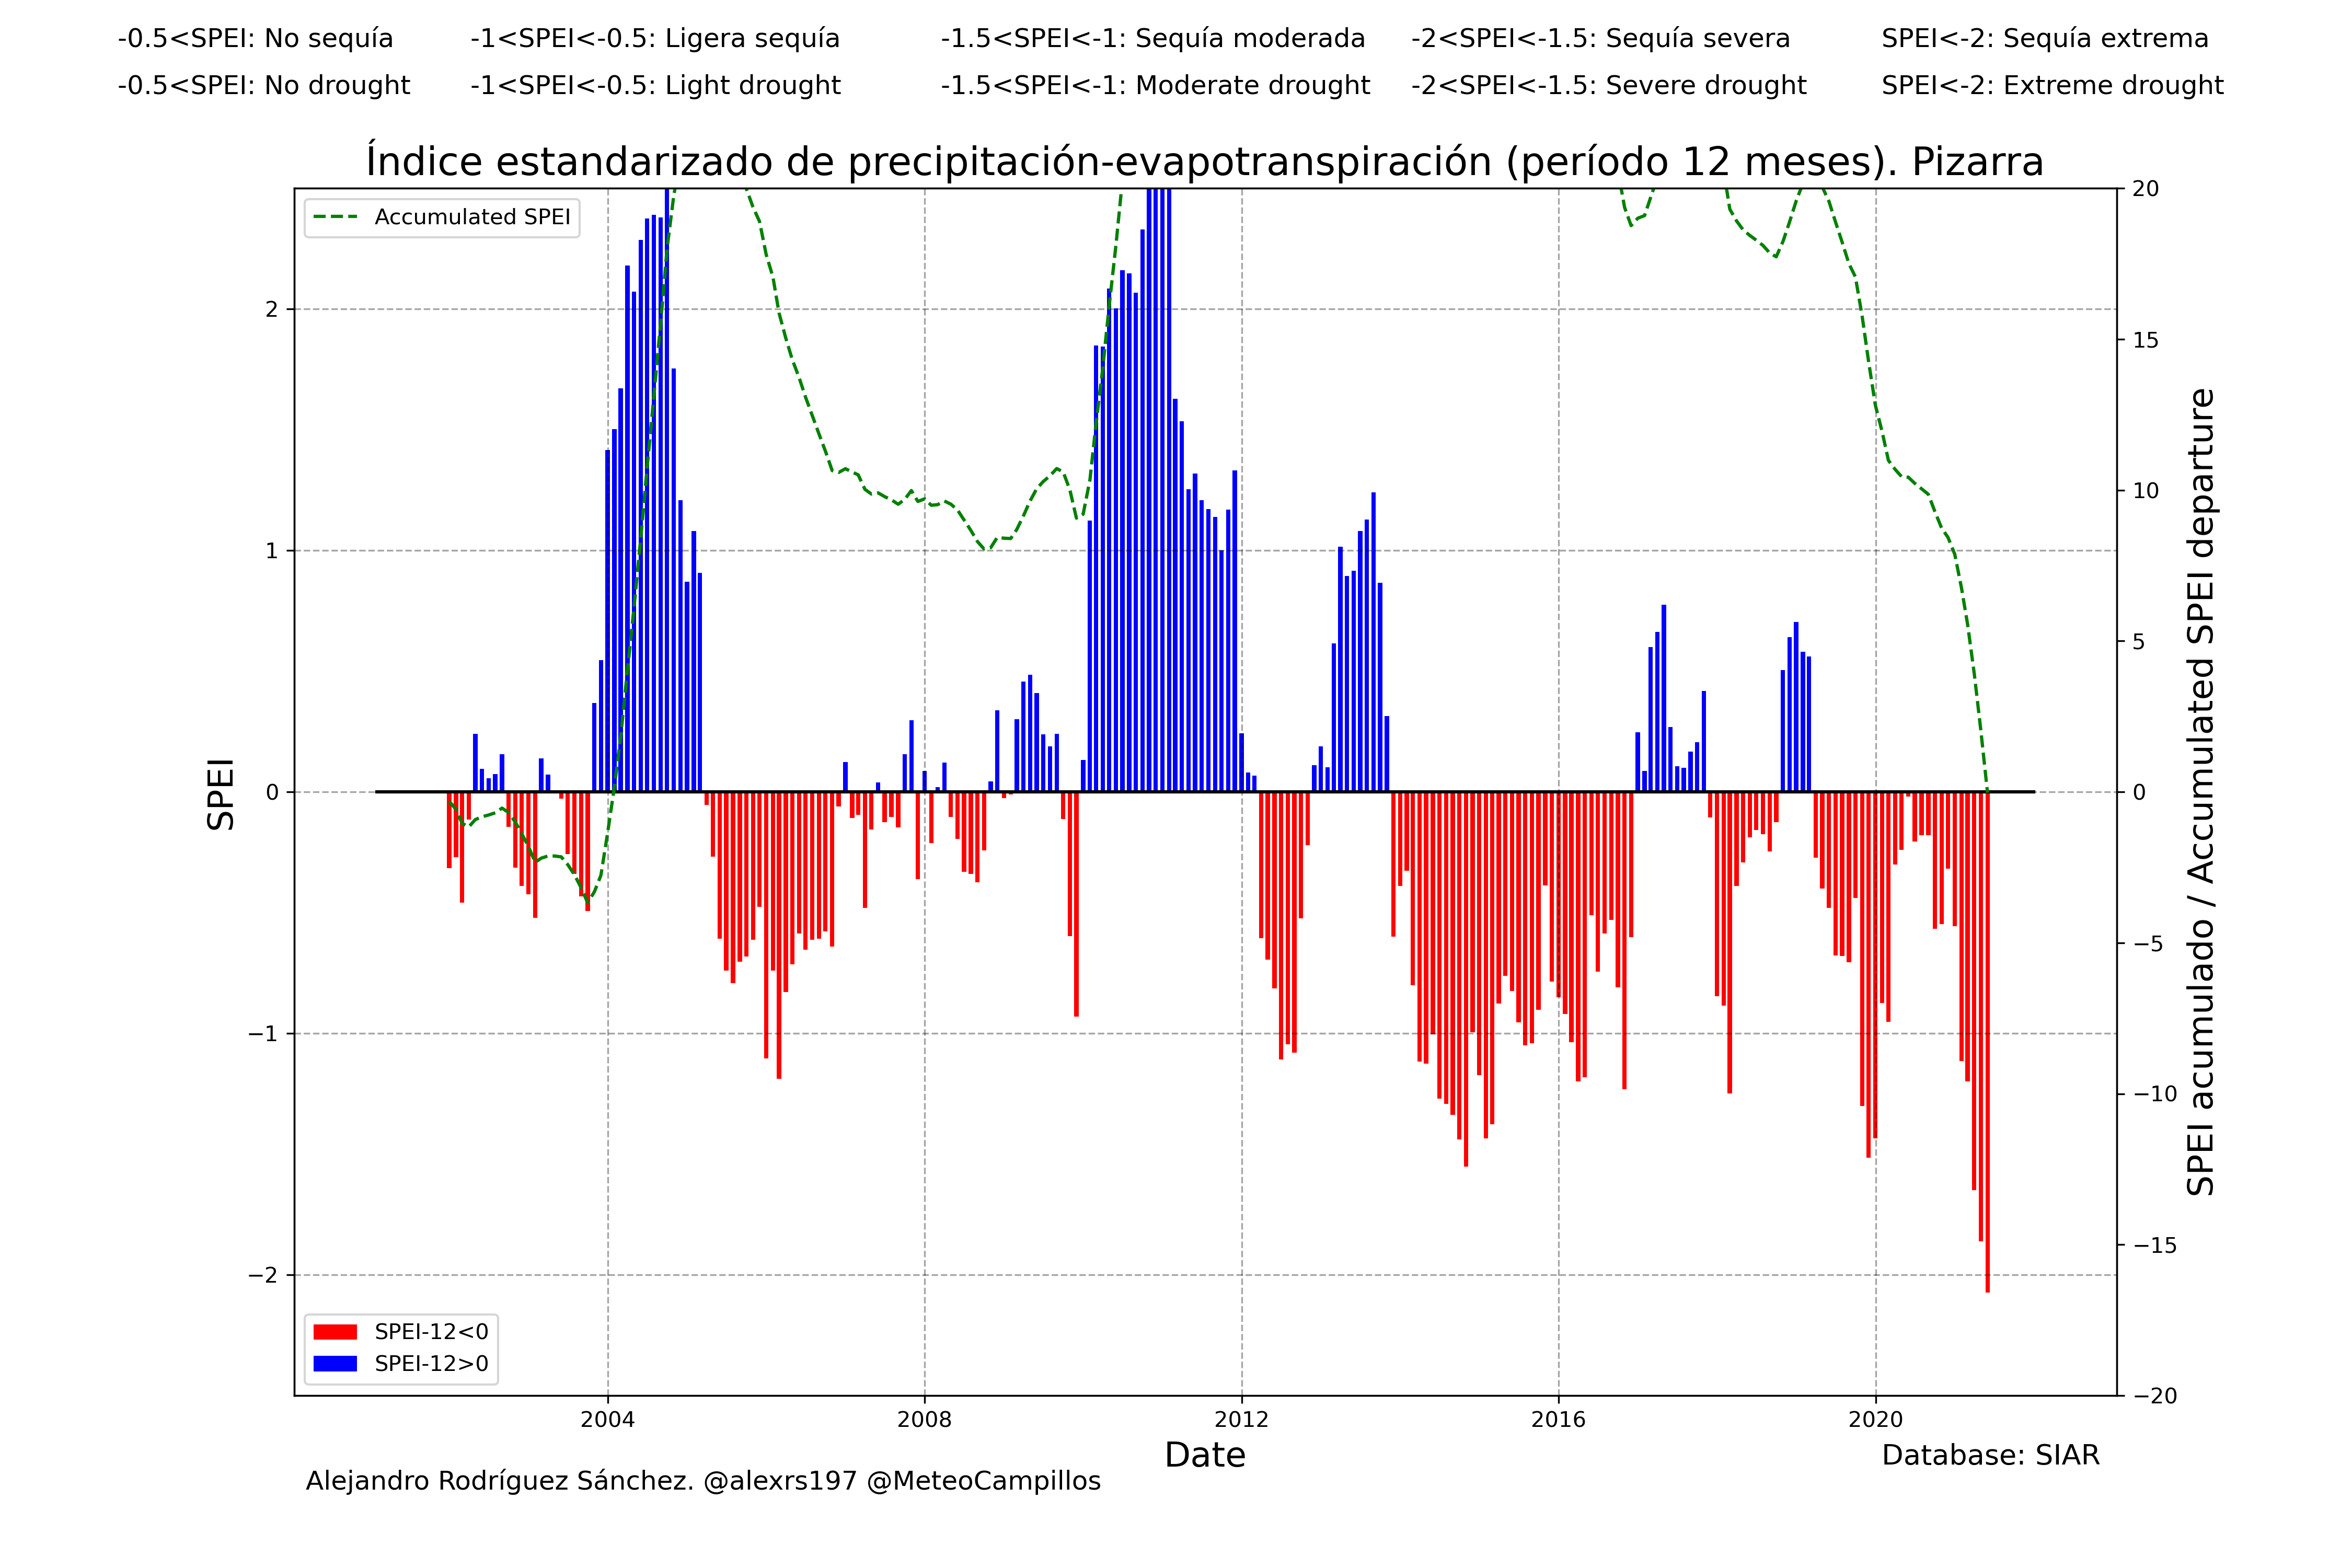 -0.5<SPEI: No sequía -1<SPEI<-0.5: Ligera sequía -1.5<SPEI<-1: Sequía moderada -2<SPEI<-1.5: Sequía severa SPEI<-2: Sequía extrema
-0.5<SPEI: No drought -1<SPEI<-0.5: Light drought -1.5<SPEI<-1: Moderate drought -2<SPEI<-1.5: Severe drought SPEI<-2: Extreme drought
Índice estandarizado de precipitación-evapotranspiración (período 12 meses). Pizarra
Accumulated SPEI
2
1
0
−1
−2
SPEI
20
15
10
5
0
−5
−10
−15
−20
SPEI acumulado / Accumulated SPEI departure
SPEI-12<0
SPEI-12>0
2004 2008 2012 2016 2020
Date
Database: SIAR
Alejandro Rodríguez Sánchez. @alexrs197 @MeteoCampillos